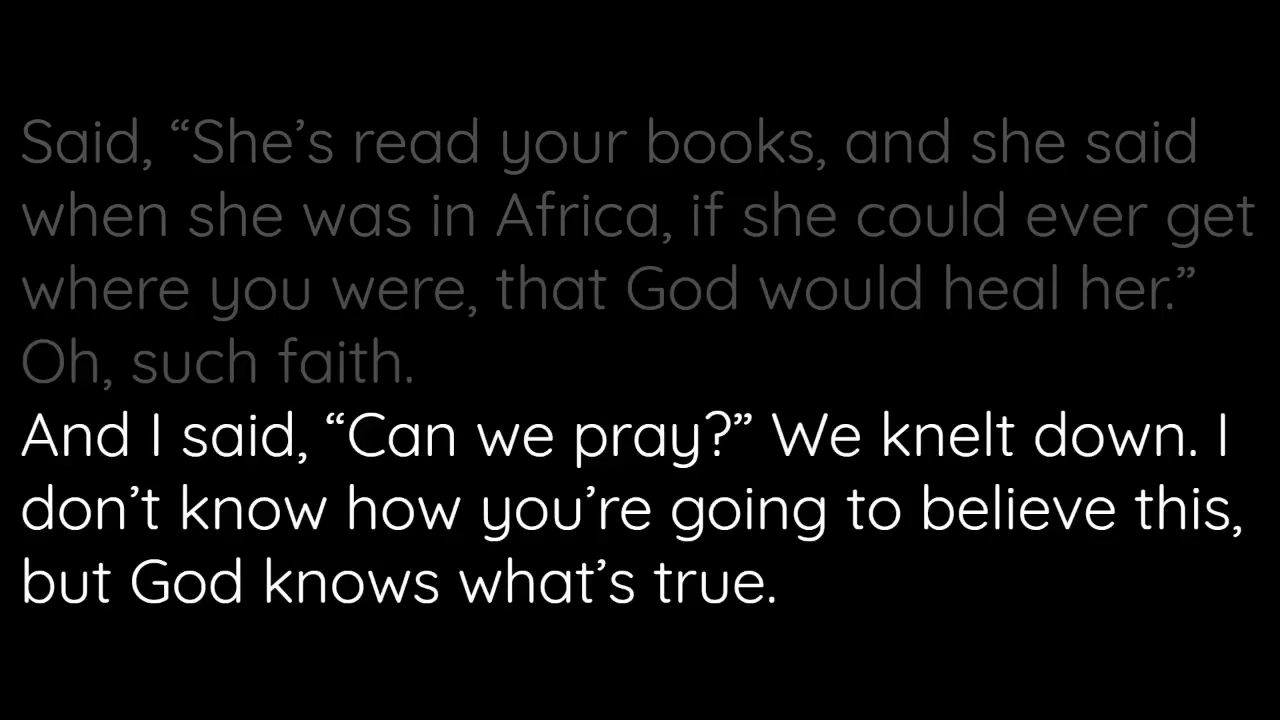 Said, “She’s read your books, and she said
when she was in Africa, if she could ever get
where you were, that God would heal her.”
Oh, such faith.
And I said, “Can we pray?” We knelt down. I
don’t know how you’re going to believe this,
but God knows what’s true.